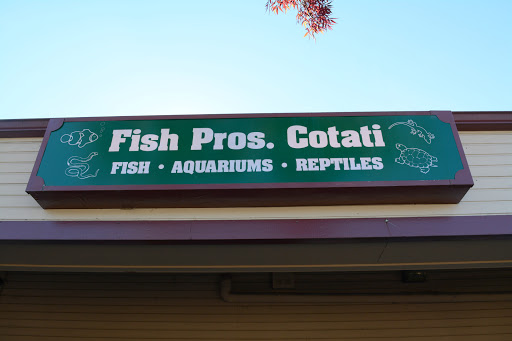 Fish Pros. Cotati
FISH · AQUARIUMS · REPTILES